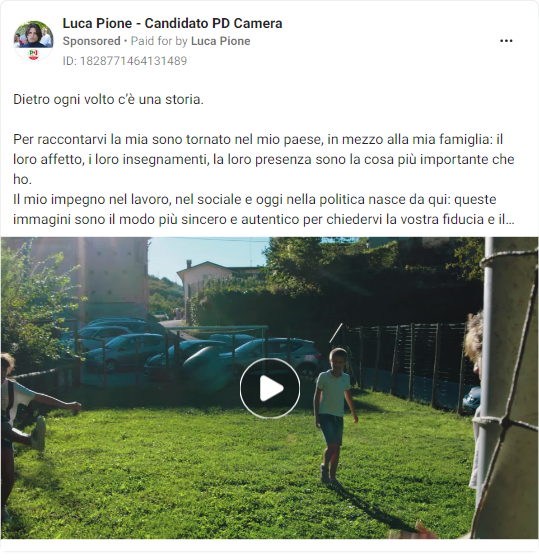 Luca Pione - Candidato PD Camera
Sponsored • Paid for by Luca Pione
ID: 1828771464131489
Dietro ogni volto c'è una storia.
Per raccontarvi la mia sono tornato nel mio paese, in mezzo alla mia famiglia: il
loro affetto, i loro insegnamenti, la loro presenza sono la cosa più importante che
ho.
Il mio impegno nel lavoro, nel sociale e oggi nella politica nasce da qui: queste
immagini sono il modo più sincero e autentico per chiedervi la vostra fiducia e il...